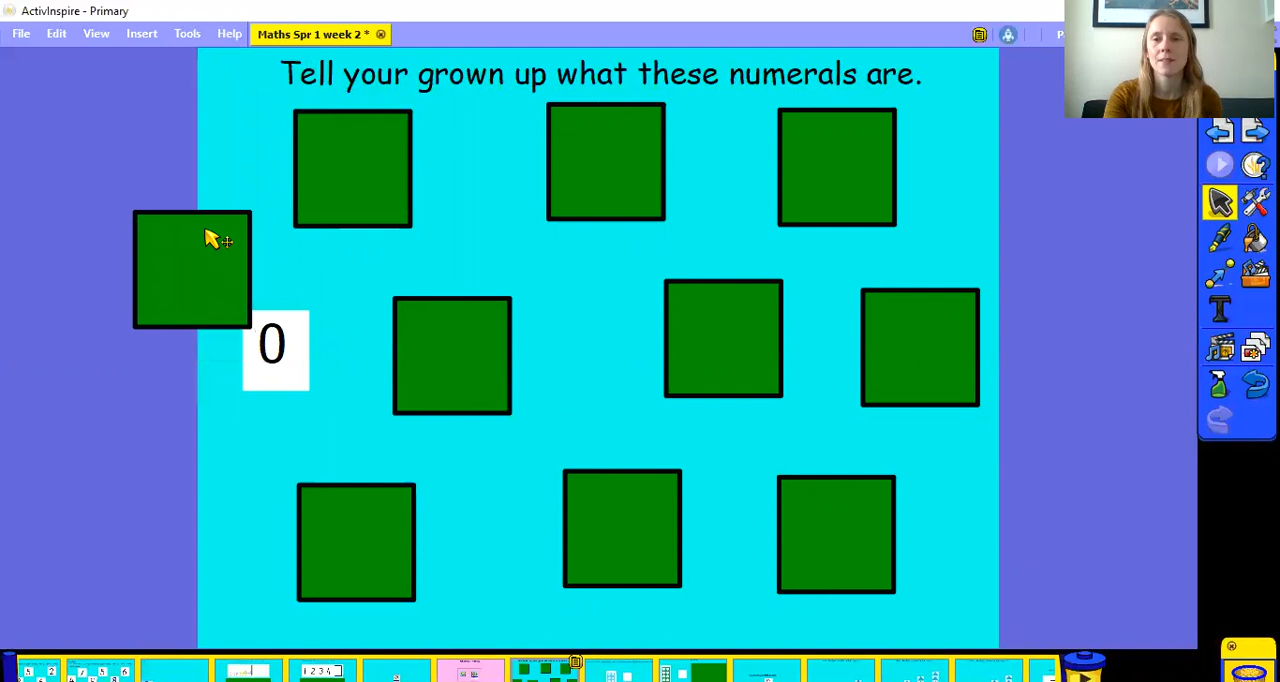 ActivInspire - Primary
File Edit View Insert Tools Help Maths Spr 1 week 2 *
Tell your grown up what these numerals are.
0